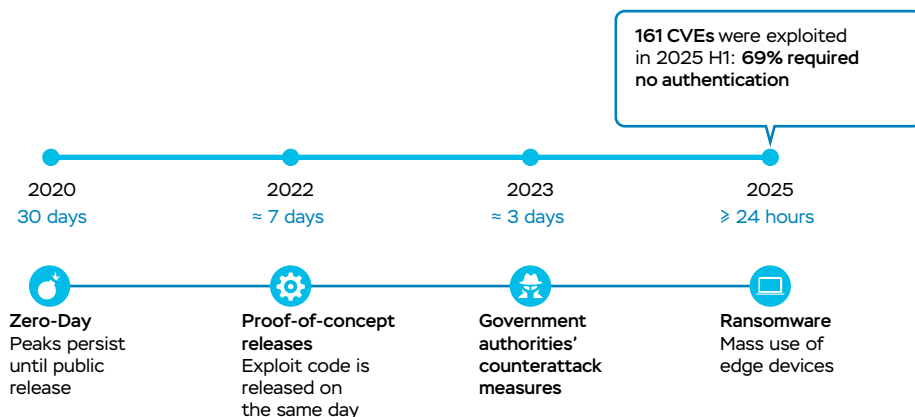 161 CVEs were exploited
in 2025 H1: 69% required
no authentication
2020
30 days
2022
≈ 7 days
2023
≈ 3 days
2025
⩾ 24 hours
Zero-Day
Peaks persist
until public
release
Proof-of-concept
releases
Exploit code is
released on
the same day
Government
authorities’
counterattack
measures
Ransomware
Mass use of
edge devices